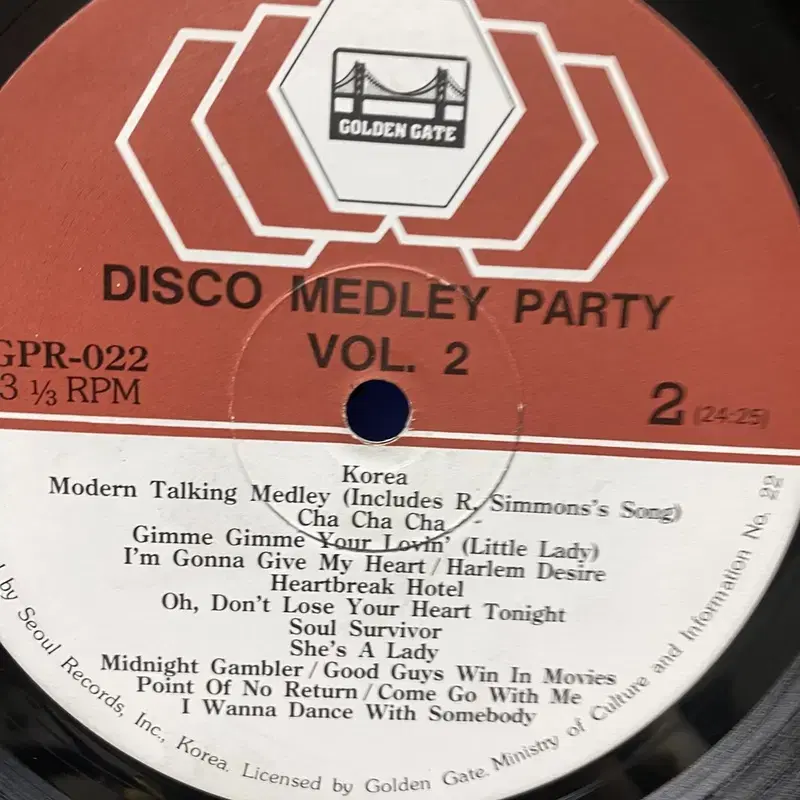 GOLDEN GATE
DISCO MEDLEY PARTY
VOL. 2
GPR-022
3 ⅓ RPM
2 (24:25)
Korea
Modern Talking Medley (Includes R. Simmons's Song)
Cha Cha Cha
Gimme Gimme Your Lovin' (Little Lady)
I'm Gonna Give My Heart / Harlem Desire
Heartbreak Hotel
Oh, Don't Lose Your Heart Tonight
Soul Survivor
She's A Lady
Midnight Gambler / Good Guys Win In Movies
Point Of No Return / Come Go With Me
I Wanna Dance With Somebody
by Seoul Records, Inc., Korea. Licensed by Golden Gate. Ministry of Culture and Information No. 22